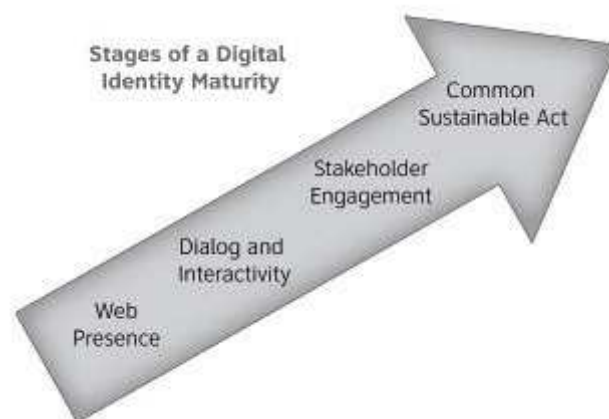 Stages of a Digital
Identity Maturity
Common
Sustainable Act
Stakeholder
Engagement
Dialog and
Interactivity
Web
Presence